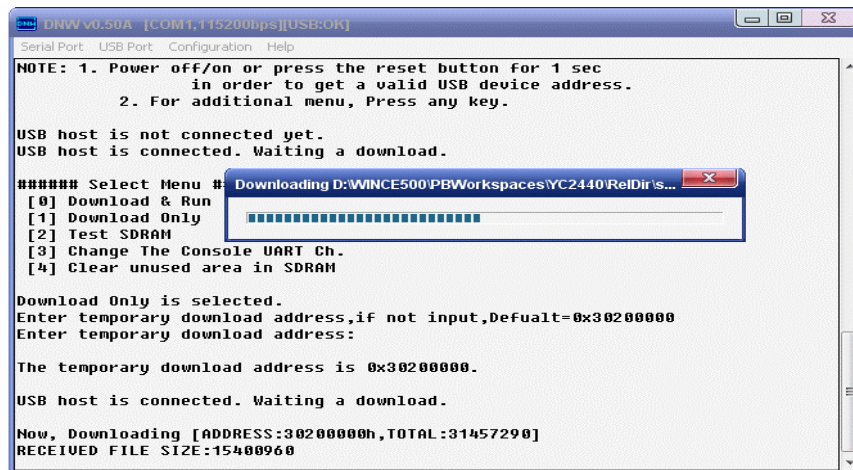 DNW v0.50A [COM1,115200bps][USB:OK]
Serial Port USB Port Configuration Help
NOTE: 1. Power off/on or press the reset button for 1 sec
in order to get a valid USB device address.
2. For additional menu, Press any key.
USB host is not connected yet.
USB host is connected. Waiting a download.
###### Select Menu #
Downloading D:\WINCE500\PBWorkspaces\YC2440\RelDir\s...
[0] Download & Run
[1] Download Only
[2] Test SDRAM
[3] Change The Console UART Ch.
[4] Clear unused area in SDRAM
Download Only is selected.
Enter temporary download address,if not input,Defualt=0x30200000
Enter temporary download address:
The temporary download address is 0x30200000.
USB host is connected. Waiting a download.
Now, Downloading [ADDRESS:30200000h,TOTAL:31457290]
RECEIVED FILE SIZE:15400960